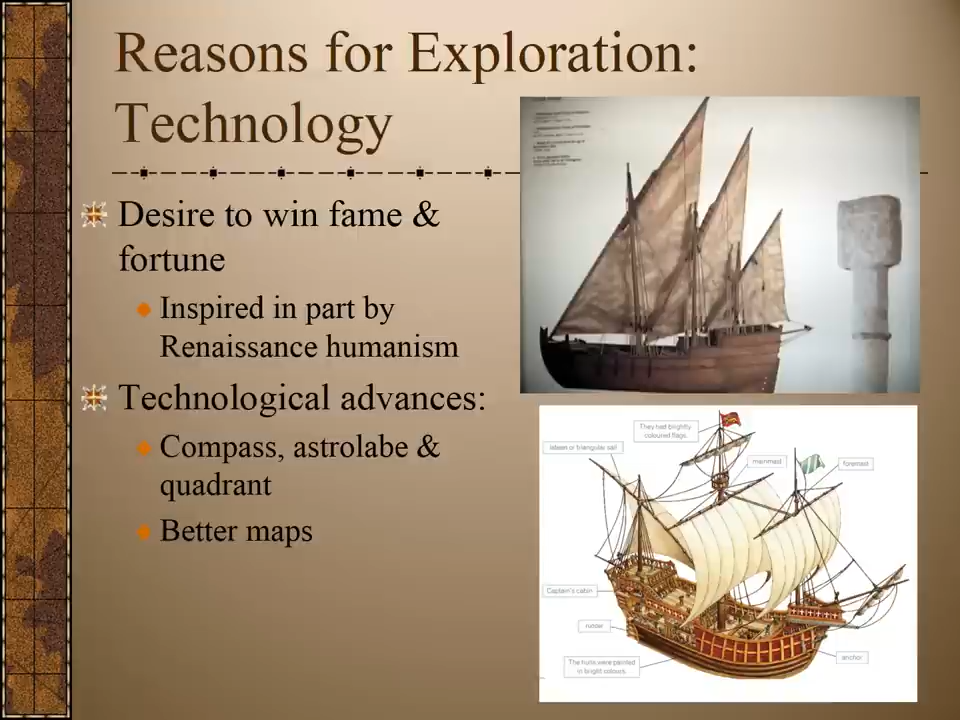 Reasons for Exploration:
Technology
Desire to win fame &
fortune
Inspired in part by
Renaissance humanism
Technological advances:
Compass, astrolabe &
quadrant
Better maps
They had brightly
coloured flags.
lateen or triangular sail
mainmast
foremast
Captain's cabin
rudder
The hulls were painted
in bright colours.
anchor